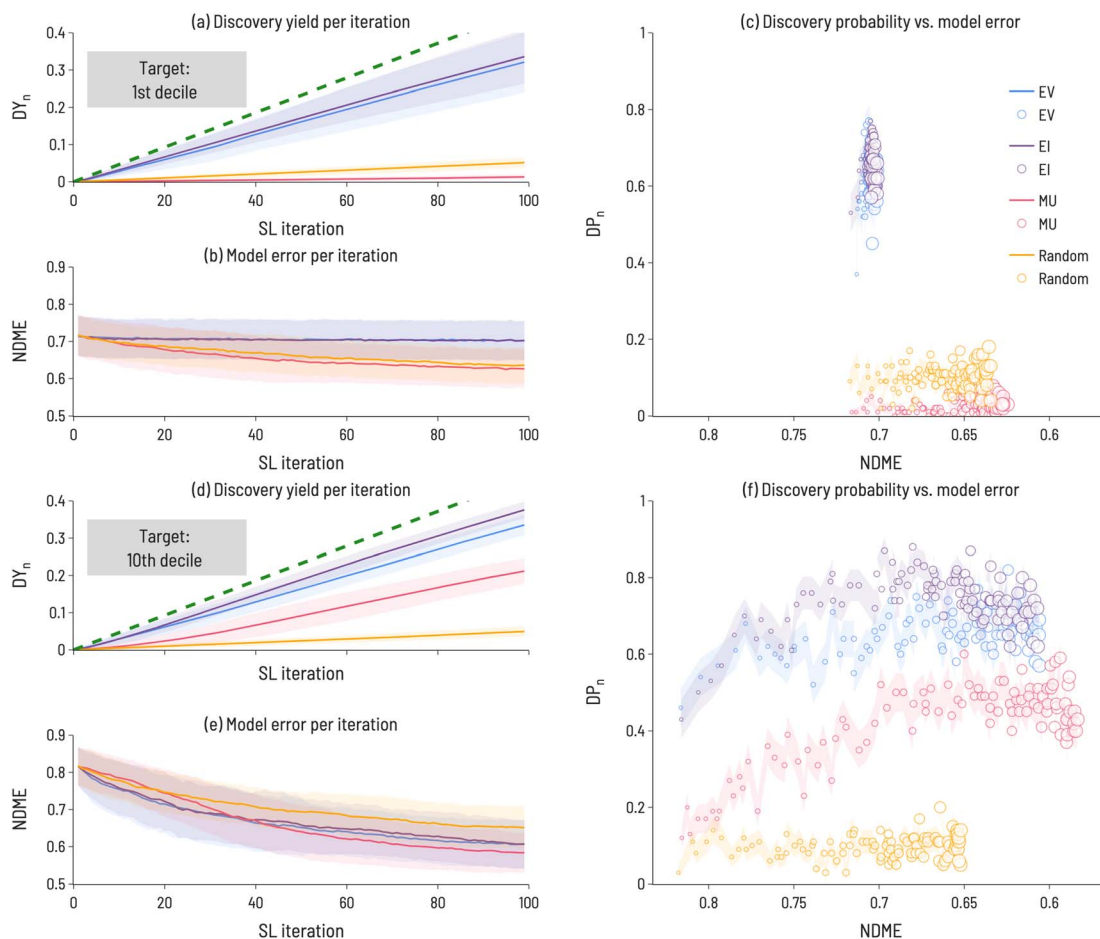 (a) Discovery yield per iteration
0.4
0.3
0.2
0.1
0
DYn
Target:
1st decile
0
20
40
60
80
100
SL iteration
(b) Model error per iteration
0.9
0.8
0.7
0.6
0.5
NDME
0
20
40
60
80
100
SL iteration
(c) Discovery probability vs. model error
1
0.8
0.6
0.4
0.2
0
DPn
EV
EV
EI
EI
MU
MU
Random
Random
0.8
0.75
0.7
0.65
0.6
NDME
(d) Discovery yield per iteration
0.4
0.3
0.2
0.1
0
DYn
Target:
10th decile
0
20
40
60
80
100
SL iteration
(e) Model error per iteration
0.9
0.8
0.7
0.6
0.5
NDME
0
20
40
60
80
100
SL iteration
(f) Discovery probability vs. model error
1
0.8
0.6
0.4
0.2
0
DPn
0.8
0.75
0.7
0.65
0.6
NDME